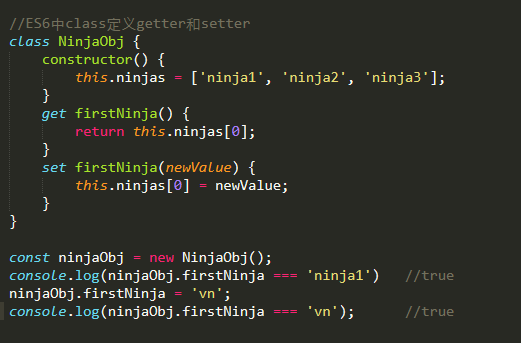 //ES6中class定义getter和setter
class NinjaObj {
    constructor() {
        this.ninjas = ['ninja1', 'ninja2', 'ninja3'];
    }
    get firstNinja() {
        return this.ninjas[0];
    }
    set firstNinja(newValue) {
        this.ninjas[0] = newValue;
    }
}

const ninjaObj = new NinjaObj();
console.log(ninjaObj.firstNinja === 'ninja1')   //true
ninjaObj.firstNinja = 'vn';
console.log(ninjaObj.firstNinja === 'vn');      //true